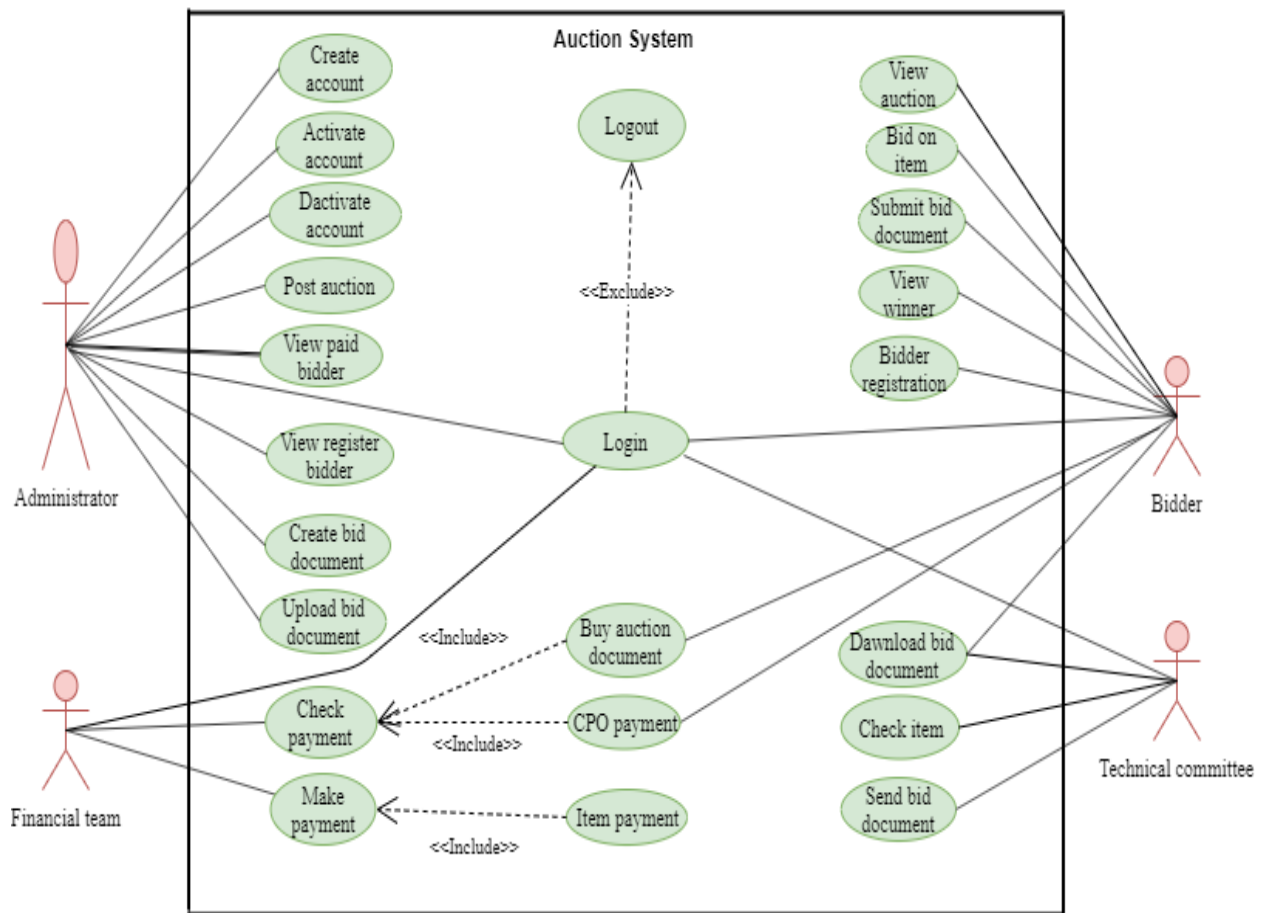 Auction System
Create
account
Activate
account
Dactivate
account
Post auction
View paid
bidder
View register
bidder
Create bid
document
Upload bid
document
Check
payment
Make
payment
Logout
<<Exclude>>
Login
<<Include>>
Buy auction
document
CPO payment
<<Include>>
Item payment
<<Include>>
View
auction
Bid on
item
Submit bid
document
View
winner
Bidder
registration
Dawnload bid
document
Check item
Send bid
document
Administrator
Financial team
Bidder
Technical committee